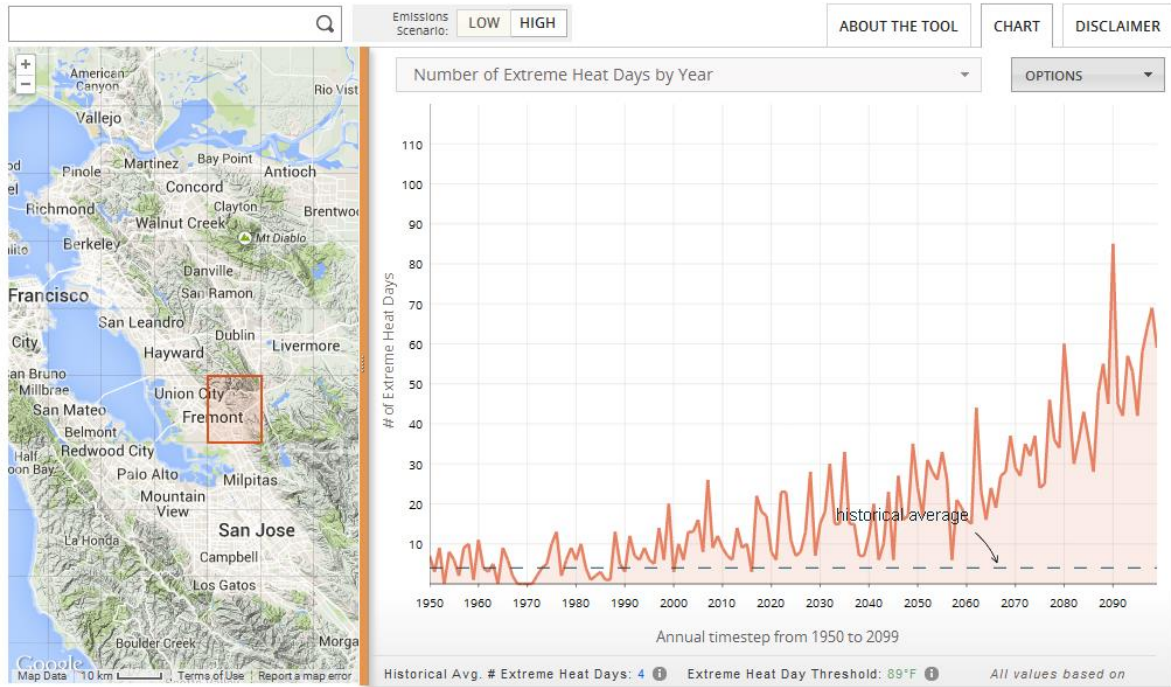 Emissions
Scenario:
LOW
HIGH
ABOUT THE TOOL
CHART
DISCLAIMER
+
−
American
Canyon
Rio Vist
Vallejo
Martinez
Bay Point
Antioch
Pinole
Concord
Richmond
Clayton
Brentwo
Walnut Creek
Mt Diablo
Berkeley
Danville
San Ramon
Francisco
San Leandro
City
Dublin
Livermore
Hayward
an Bruno
Millbrae
Union City
San Mateo
Fremont
Belmont
Half
oon Bay
Redwood City
Palo Alto
Milpitas
Mountain
View
La Honda
San Jose
Campbell
Los Gatos
Boulder Creek
Morga
Google
Map Data
10 km
Terms of Use
Report a map error
Number of Extreme Heat Days by Year
OPTIONS
# of Extreme Heat Days
110
100
90
80
70
60
50
40
30
20
10
historical average
1950 1960 1970 1980 1990 2000 2010 2020 2030 2040 2050 2060 2070 2080 2090
Annual timestep from 1950 to 2099
Historical Avg. # Extreme Heat Days: 4
Extreme Heat Day Threshold: 89°F
All values based on